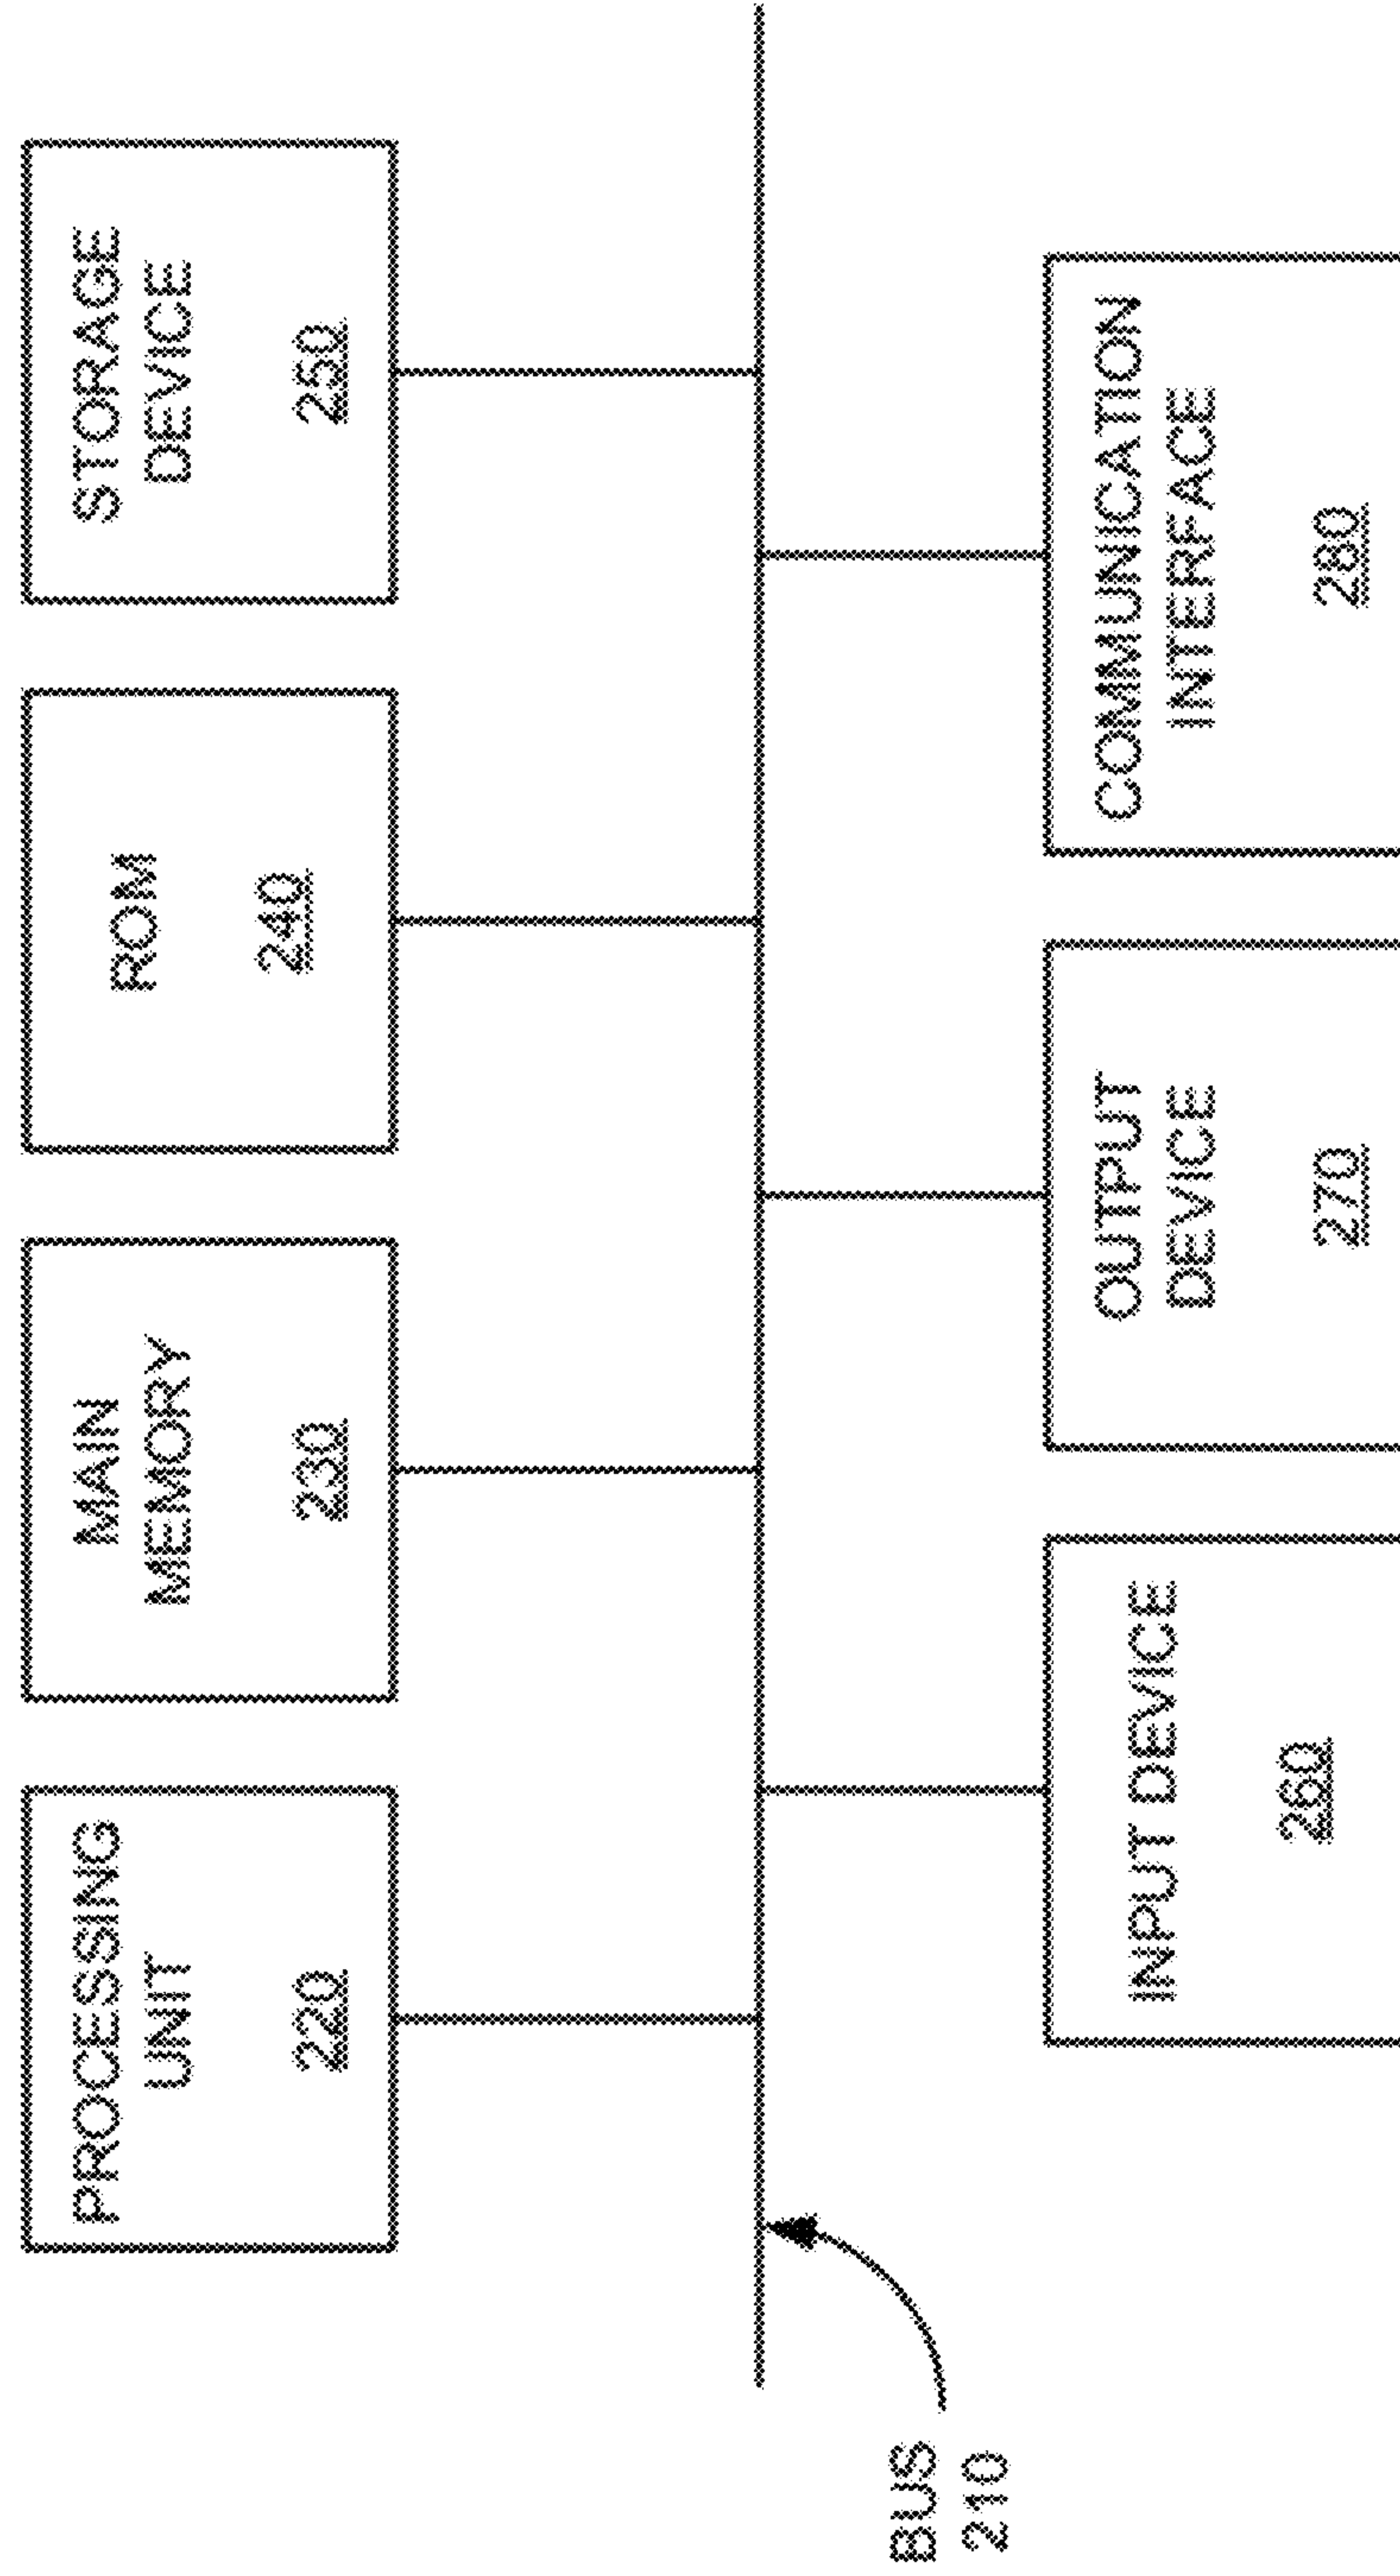 PROCESSING
UNIT
220
MAIN
MEMORY
230
ROM
240
STORAGE
DEVICE
250
BUS
210
INPUT DEVICE
260
OUTPUT
DEVICE
270
COMMUNICATION
INTERFACE
280